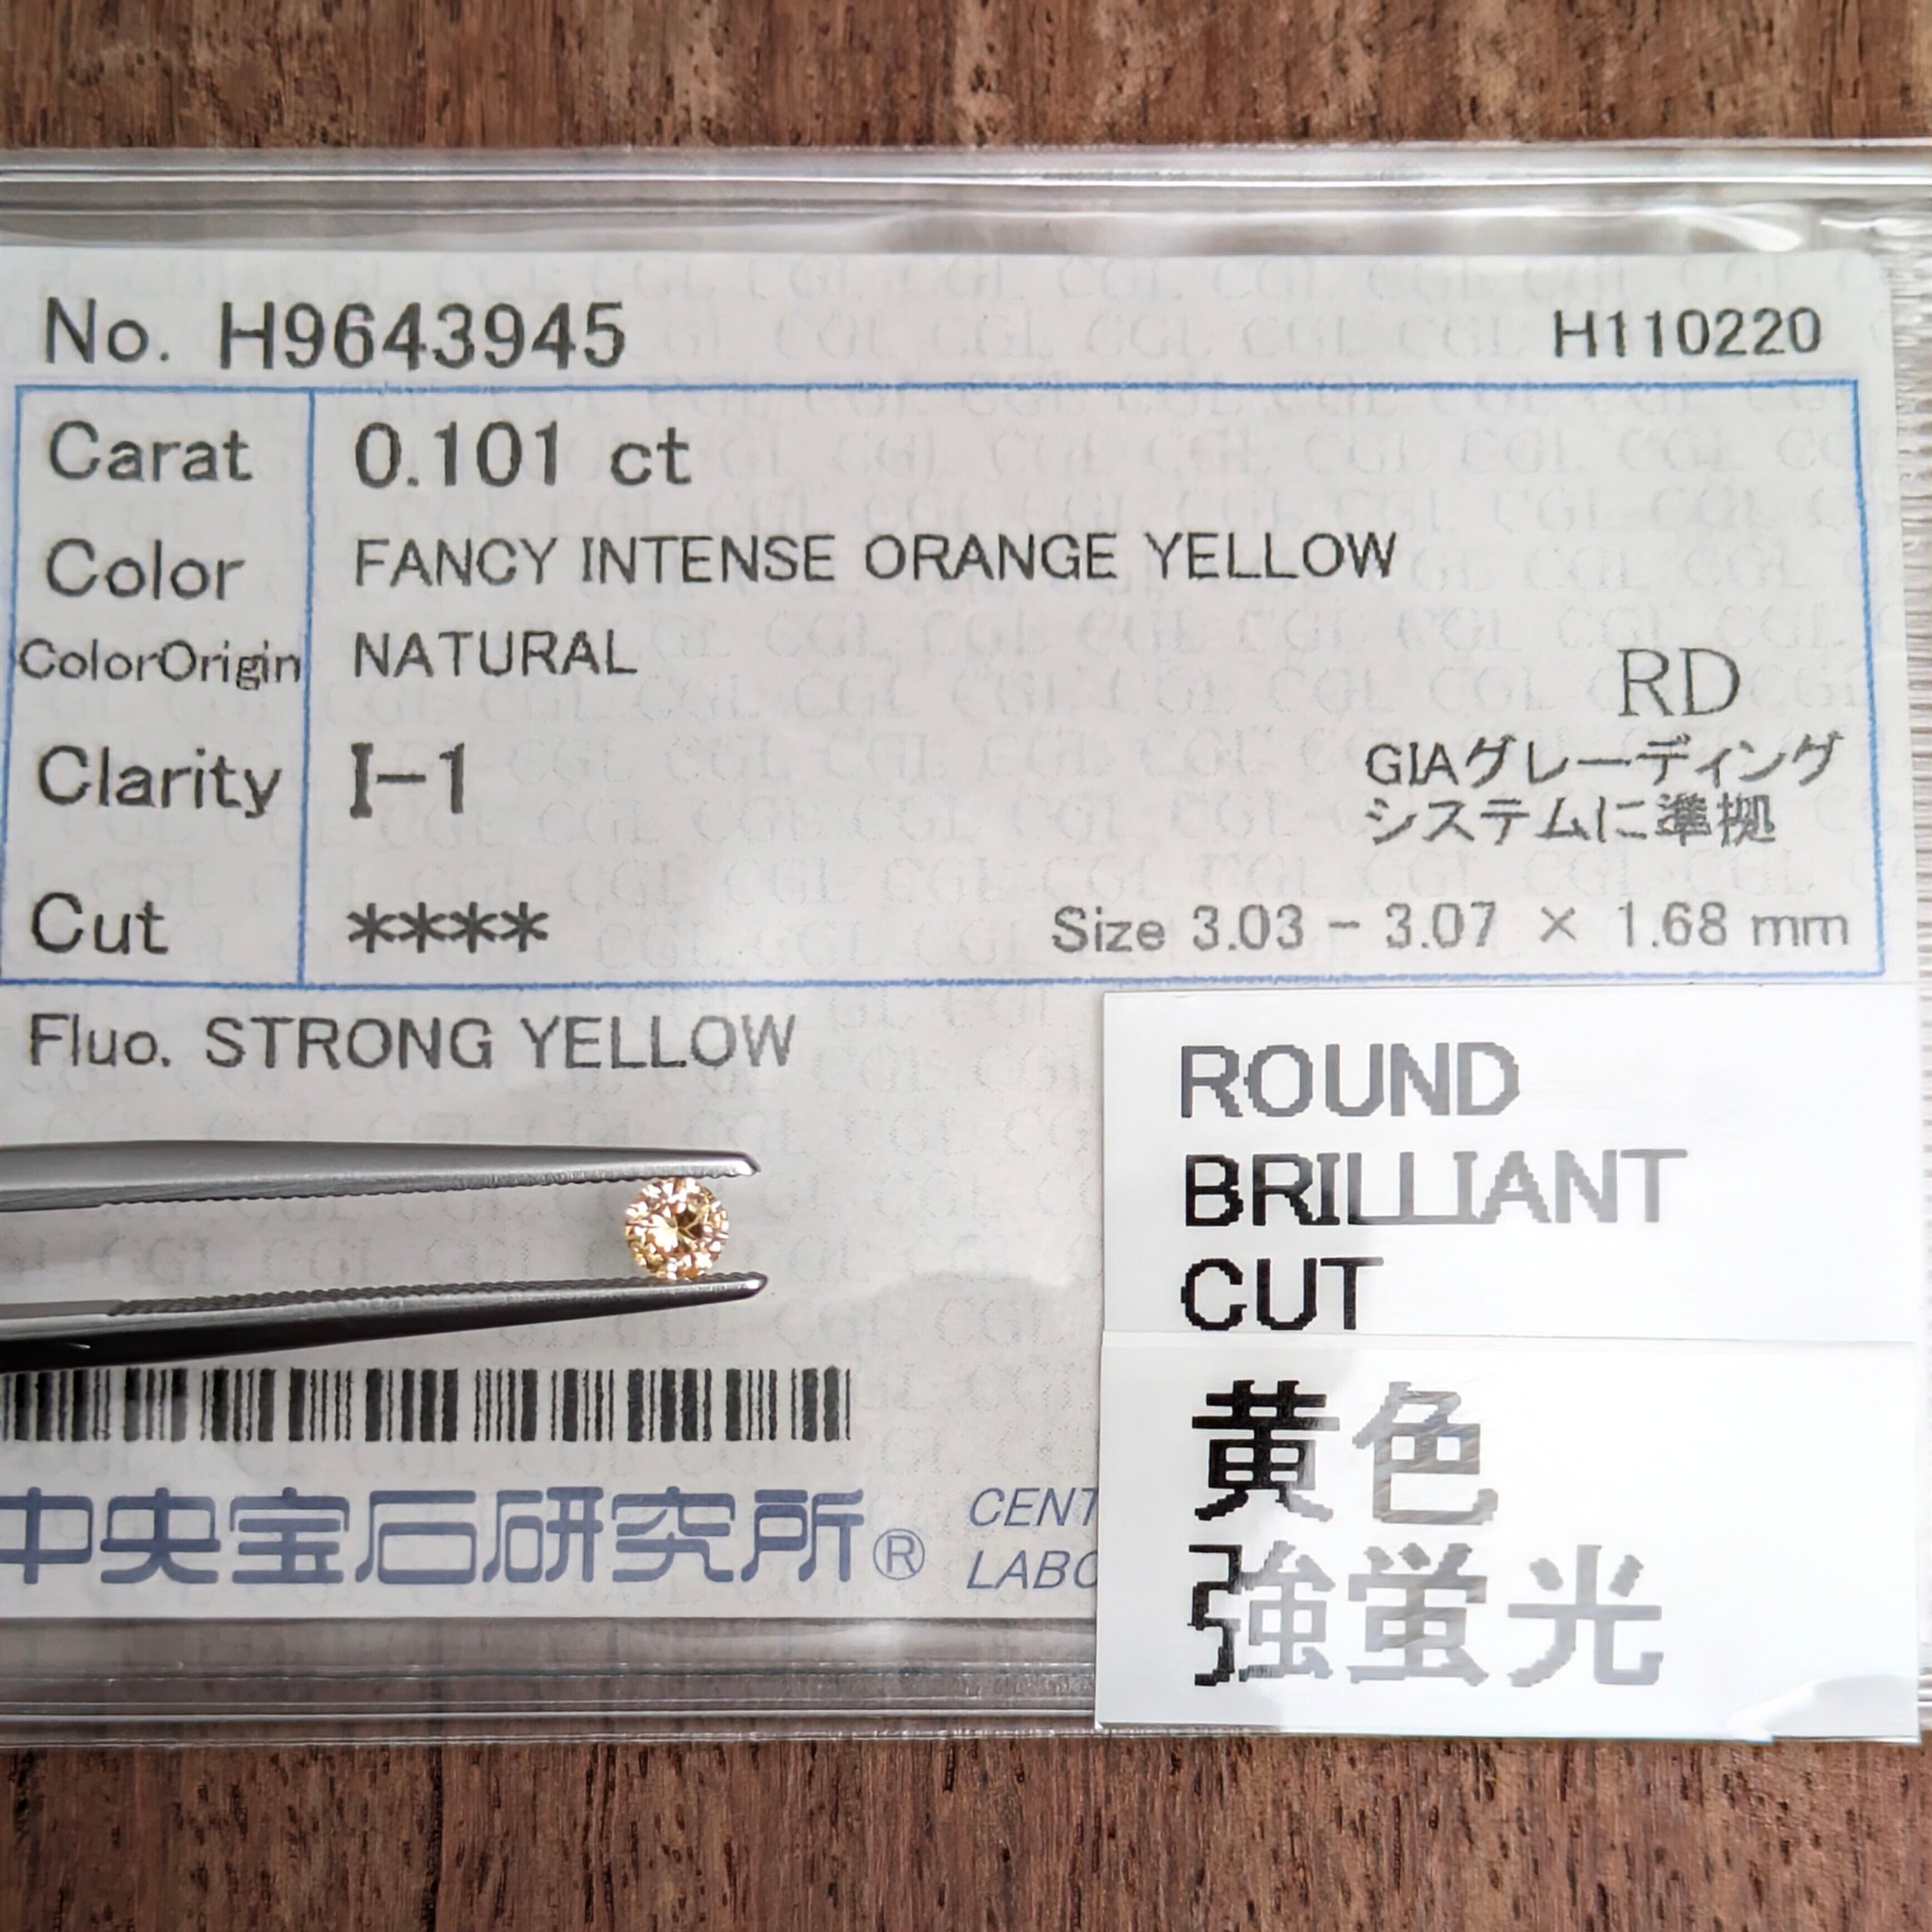 No. H9643945 H110220
Carat 0.101 ct
Color FANCY INTENSE ORANGE YELLOW
ColorOrigin NATURAL
RD
Clarity I-1
GIAグレーディング
システムに準拠
Cut ****
Size 3.03 - 3.07 × 1.68 mm
Fluo. STRONG YELLOW
ROUND
BRILLIANT
CUT
黄色
強蛍光
中央宝石研究所®